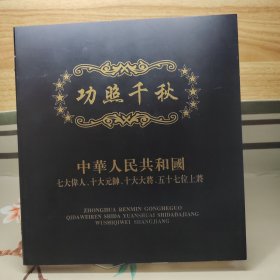 功照千秋
中華人民共和國
七大偉人、十大元帥、十大大將、五十七位上將
ZHONGHUA RENMIN GONGHEGUO
QIDAWEIREN SHIDA YUANSHUAI SHIDADAJIANG
WUSHIQIWEI SHANGJIANG